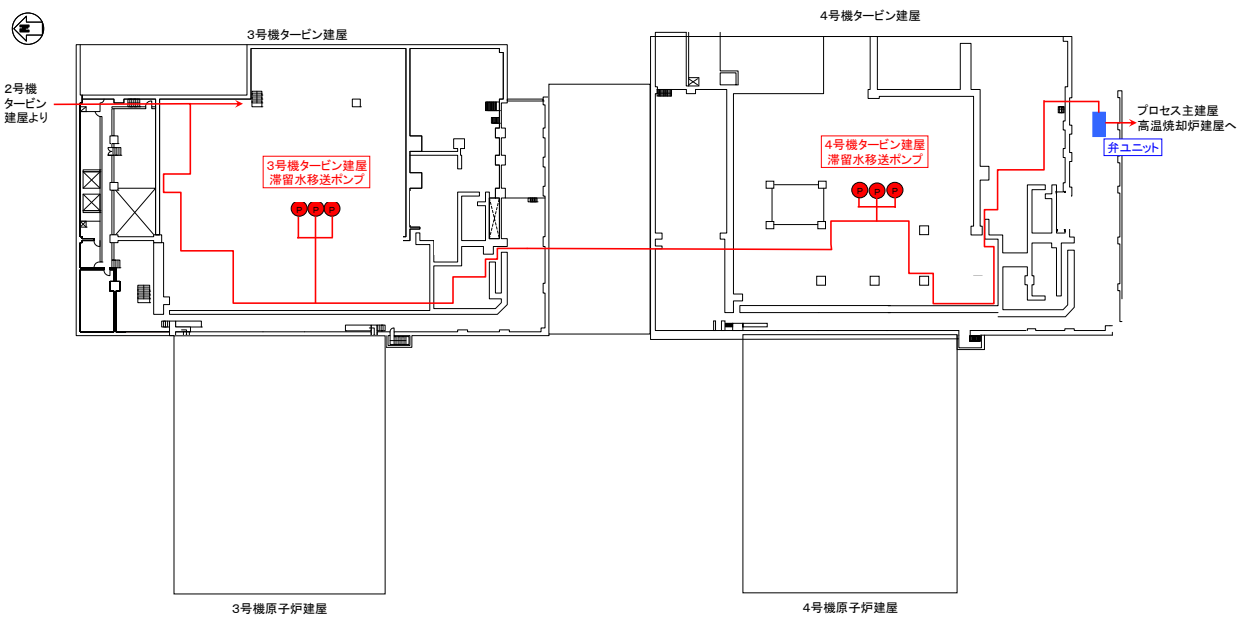 N
3号機タービン建屋
4号機タービン建屋
2号機
タービン
建屋より
プロセス主建屋
高温焼却炉建屋へ
弁ユニット
3号機タービン建屋
滞留水移送ポンプ
4号機タービン建屋
滞留水移送ポンプ
P P P
P P P
3号機原子炉建屋
4号機原子炉建屋